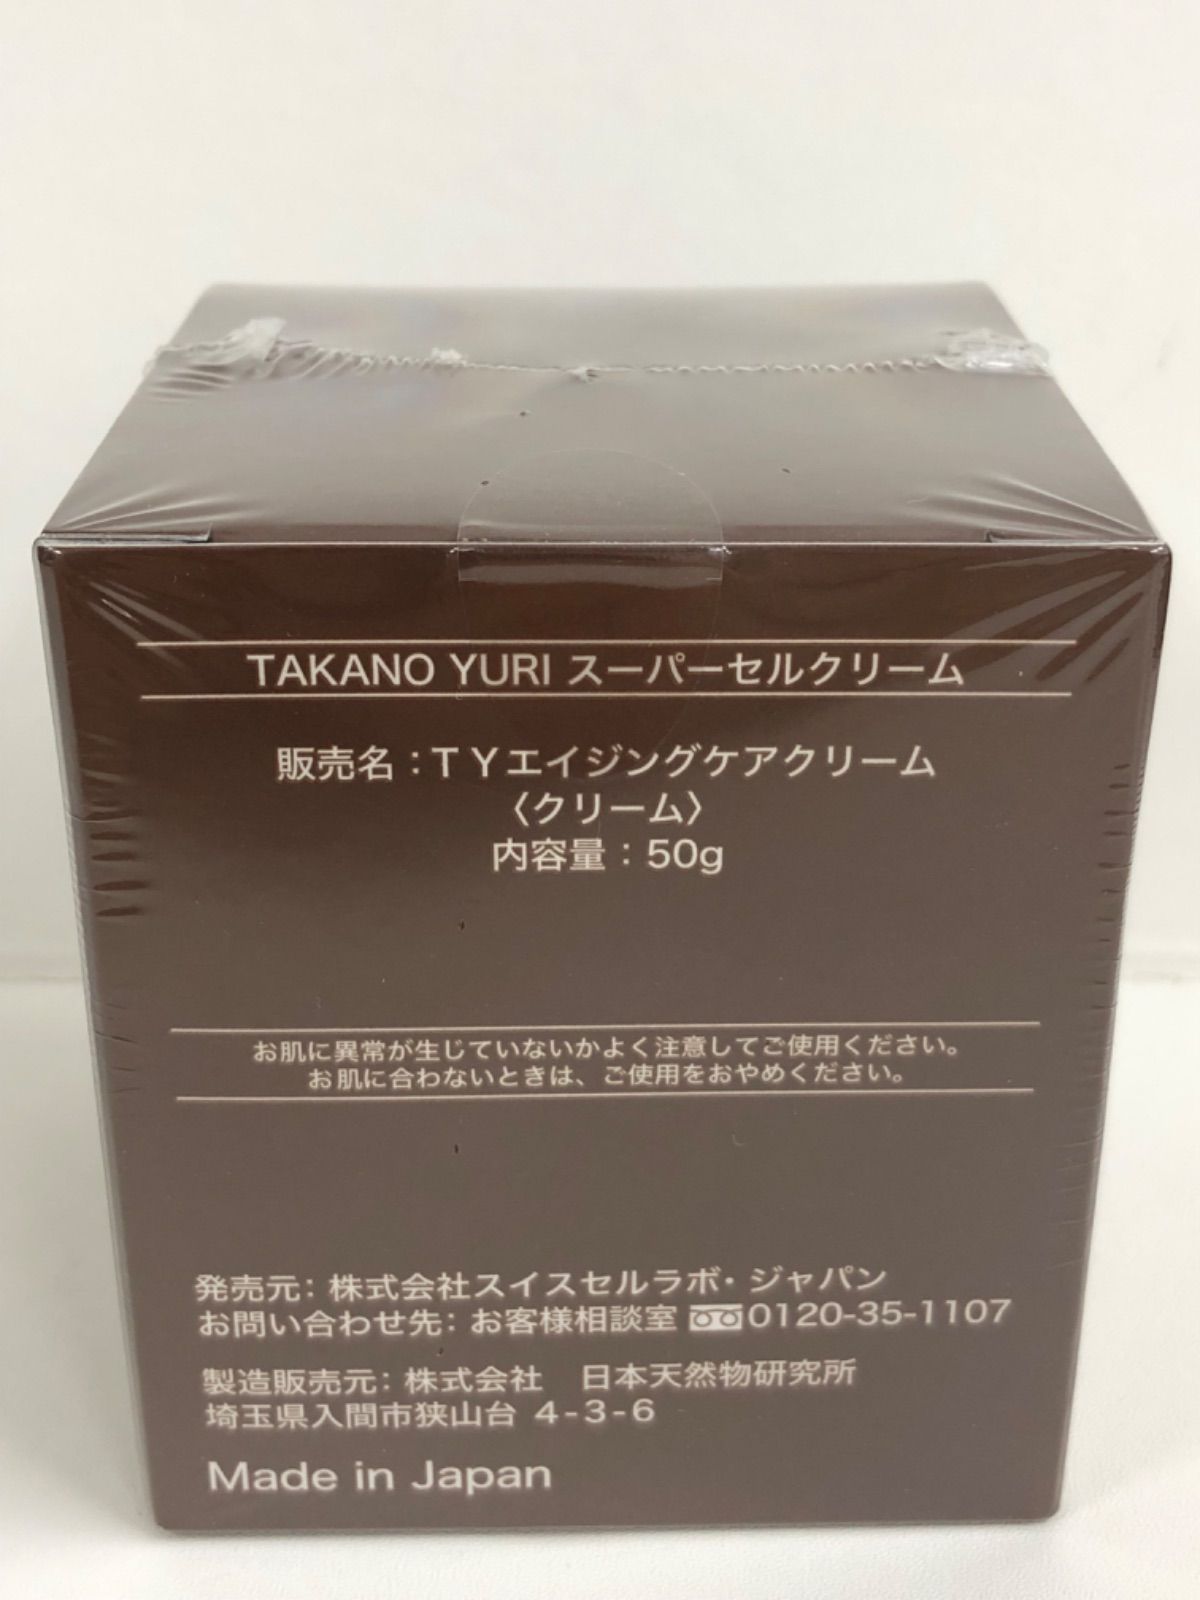 TAKANO YURI スーパーセルクリーム
販売名：ＴＹエイジングケアクリーム
〈クリーム〉
内容量：50g
お肌に異常が生じていないかよく注意してご使用ください。
お肌に合わないときは、ご使用をおやめください。
発売元: 株式会社スイスセルラボ・ジャパン
お問い合わせ先: お客様相談室 0120-35-1107
製造販売元: 株式会社　日本天然物研究所
埼玉県入間市狭山台 4-3-6
Made in Japan